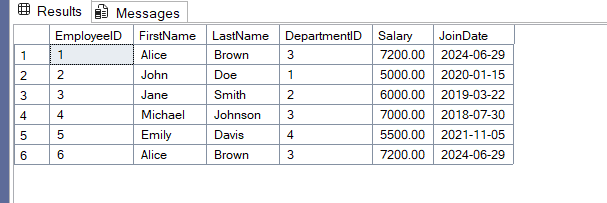 Results Messages
EmployeeID FirstName LastName DepartmentID Salary JoinDate
1 1 Alice Brown 3 7200.00 2024-06-29
2 2 John Doe 1 5000.00 2020-01-15
3 3 Jane Smith 2 6000.00 2019-03-22
4 4 Michael Johnson 3 7000.00 2018-07-30
5 5 Emily Davis 4 5500.00 2021-11-05
6 6 Alice Brown 3 7200.00 2024-06-29